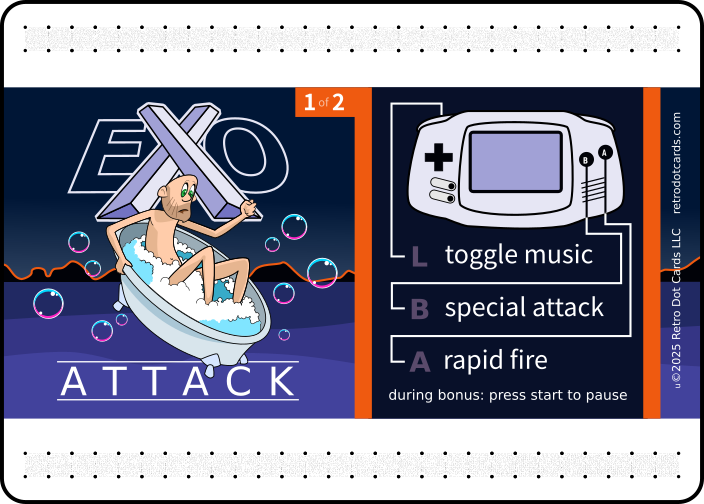 EXO
ATTACK
1 of 2
B
A
L toggle music
B special attack
A rapid fire
during bonus: press start to pause
©2025 Retro Dot Cards LLC retrodotcards.com